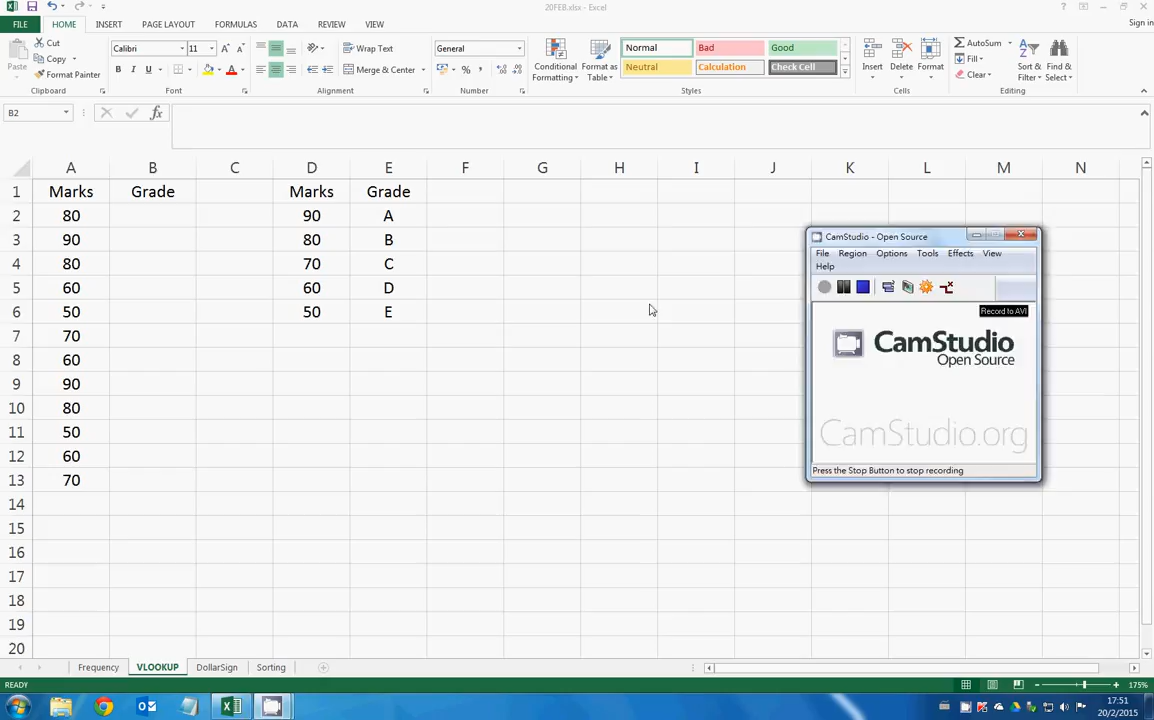 20FEB.xlsx - Excel
FILE HOME INSERT PAGE LAYOUT FORMULAS DATA REVIEW VIEW
Sign in
Paste
Cut
Copy
Format Painter
Clipboard
Calibri 11
B I U
Font
Wrap Text
Merge & Center
Alignment
General
Number
Conditional Formatting
Format as Table
Normal Bad Good
Neutral Calculation Check Cell
Styles
Insert Delete Format
Cells
AutoSum
Fill
Clear
Sort & Filter
Find & Select
Editing
B2
fx
A B C D E F G H I J K L M N
1 Marks Grade Marks Grade
2 80 90 A
3 90 80 B
4 80 70 C
5 60 60 D
6 50 50 E
7 70
8 60
9 90
10 80
11 50
12 60
13 70
14
15
16
17
18
19
20
CamStudio - Open Source
File Region Options Tools Effects View
Help
Record to AVI
CamStudio
Open Source
CamStudio.org
Press the Stop Button to stop recording
Frequency VLOOKUP DollarSign Sorting
READY
175%
17:51
20/2/2015